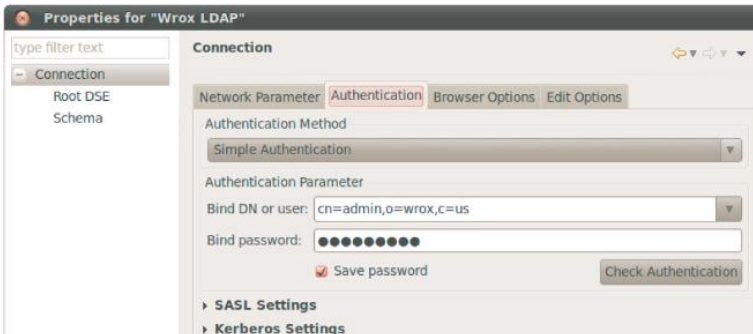 Properties for "Wrox LDAP"
type filter text
Connection
Root DSE
Schema
Connection
Network Parameter Authentication Browser Options Edit Options
Authentication Method
Simple Authentication
Authentication Parameter
Bind DN or user: cn=admin,o=wrox,c=us
Bind password: ●●●●●●●●●
Save password Check Authentication
SASL Settings
Kerberos Settings